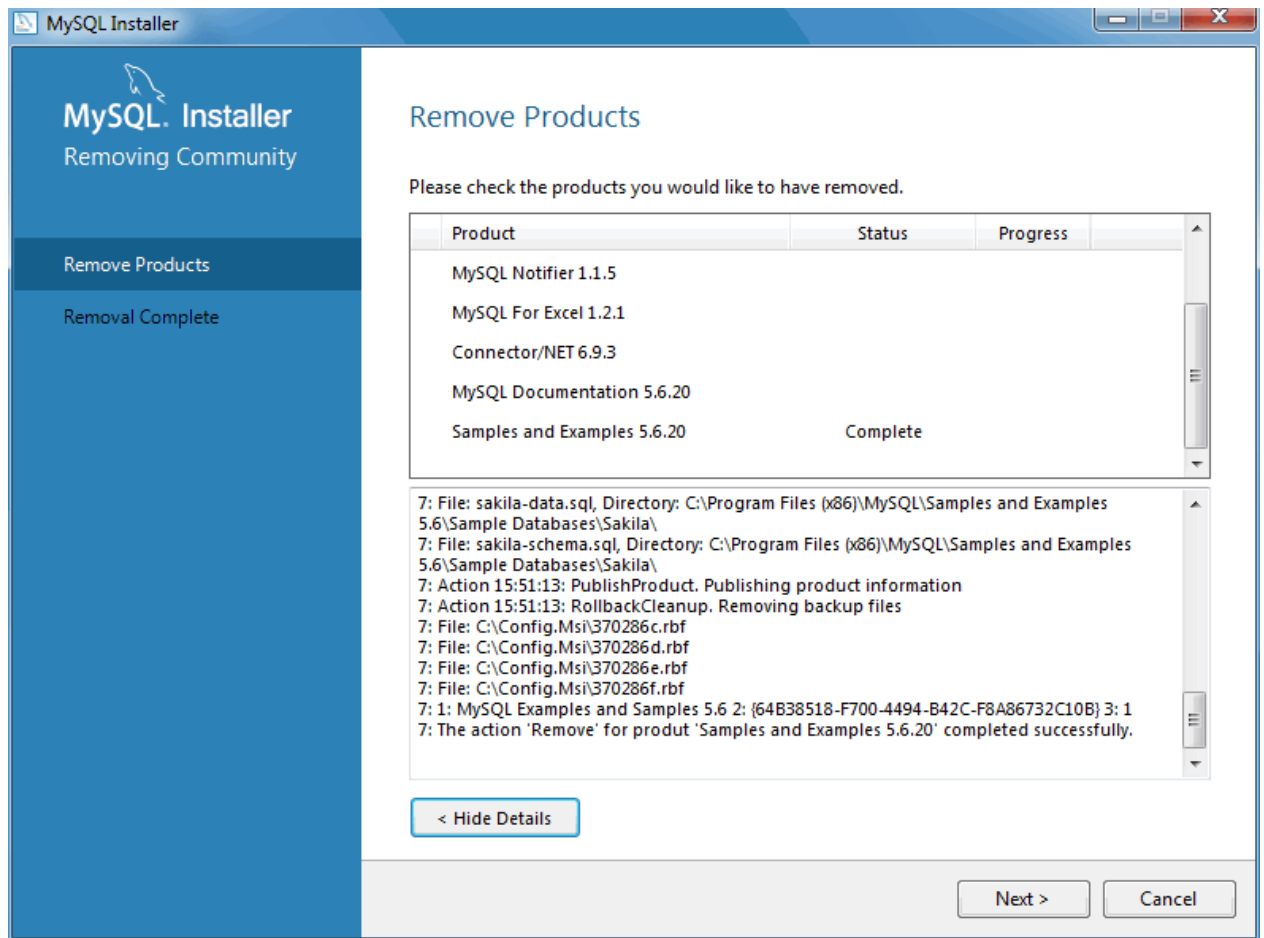 MySQL Installer
MySQL. Installer
Removing Community
Remove Products
Removal Complete
Remove Products
Please check the products you would like to have removed.
Product Status Progress
MySQL Notifier 1.1.5
MySQL For Excel 1.2.1
Connector/NET 6.9.3
MySQL Documentation 5.6.20
Samples and Examples 5.6.20 Complete
7: File: sakila-data.sql, Directory: C:\Program Files (x86)\MySQL\Samples and Examples
5.6\Sample Databases\Sakila\
7: File: sakila-schema.sql, Directory: C:\Program Files (x86)\MySQL\Samples and Examples
5.6\Sample Databases\Sakila\
7: Action 15:51:13: PublishProduct. Publishing product information
7: Action 15:51:13: RollbackCleanup. Removing backup files
7: File: C:\Config.Msi\370286c.rbf
7: File: C:\Config.Msi\370286d.rbf
7: File: C:\Config.Msi\370286e.rbf
7: File: C:\Config.Msi\370286f.rbf
7: 1: MySQL Examples and Samples 5.6 2: {64B38518-F700-4494-B42C-F8A86732C10B} 3: 1
7: The action 'Remove' for produt 'Samples and Examples 5.6.20' completed successfully.
< Hide Details
Next >
Cancel